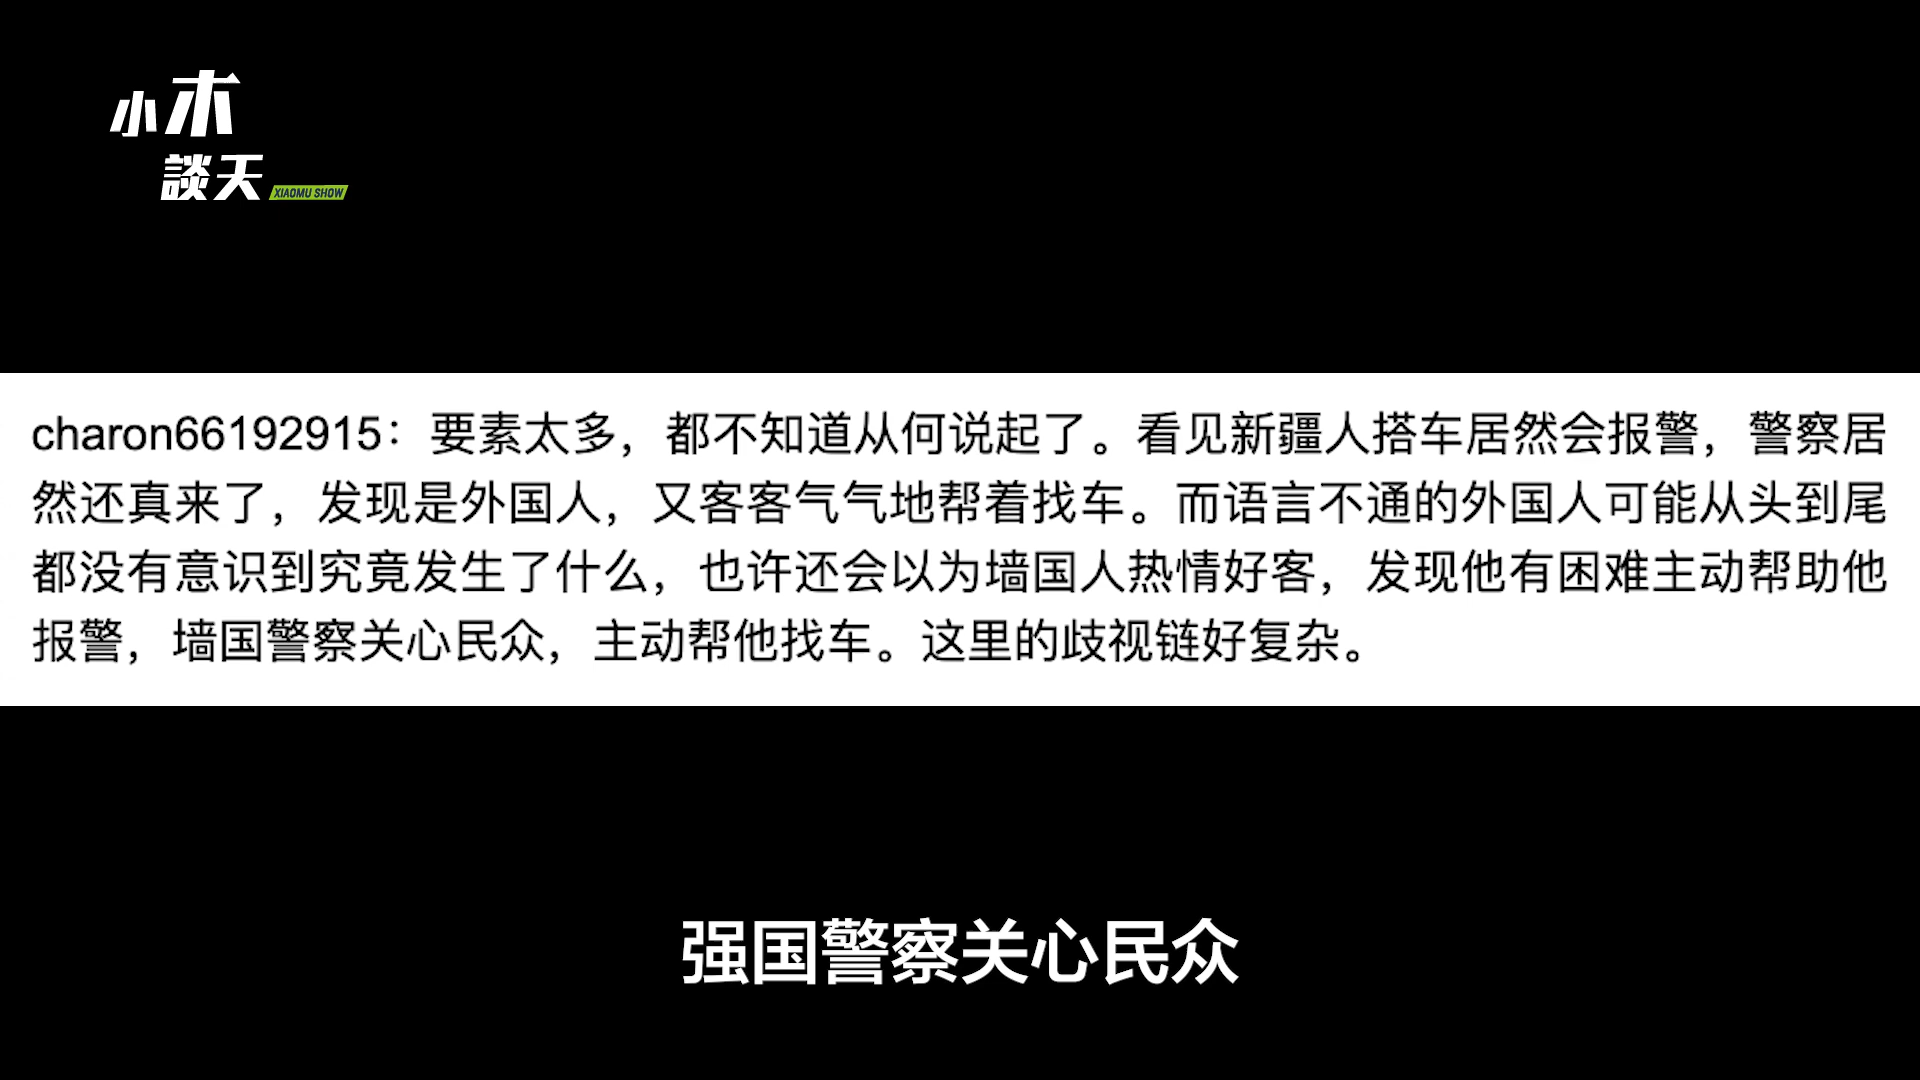 小木
談天
XIAOMU SHOW
charon66192915：要素太多，都不知道从何说起了。看见新疆人搭车居然会报警，警察居
然还真来了，发现是外国人，又客客气气地帮着找车。而语言不通的外国人可能从头到尾
都没有意识到究竟发生了什么，也许还会以为墙国人热情好客，发现他有困难主动帮助他
报警，墙国警察关心民众，主动帮他找车。这里的歧视链好复杂。
强国警察关心民众